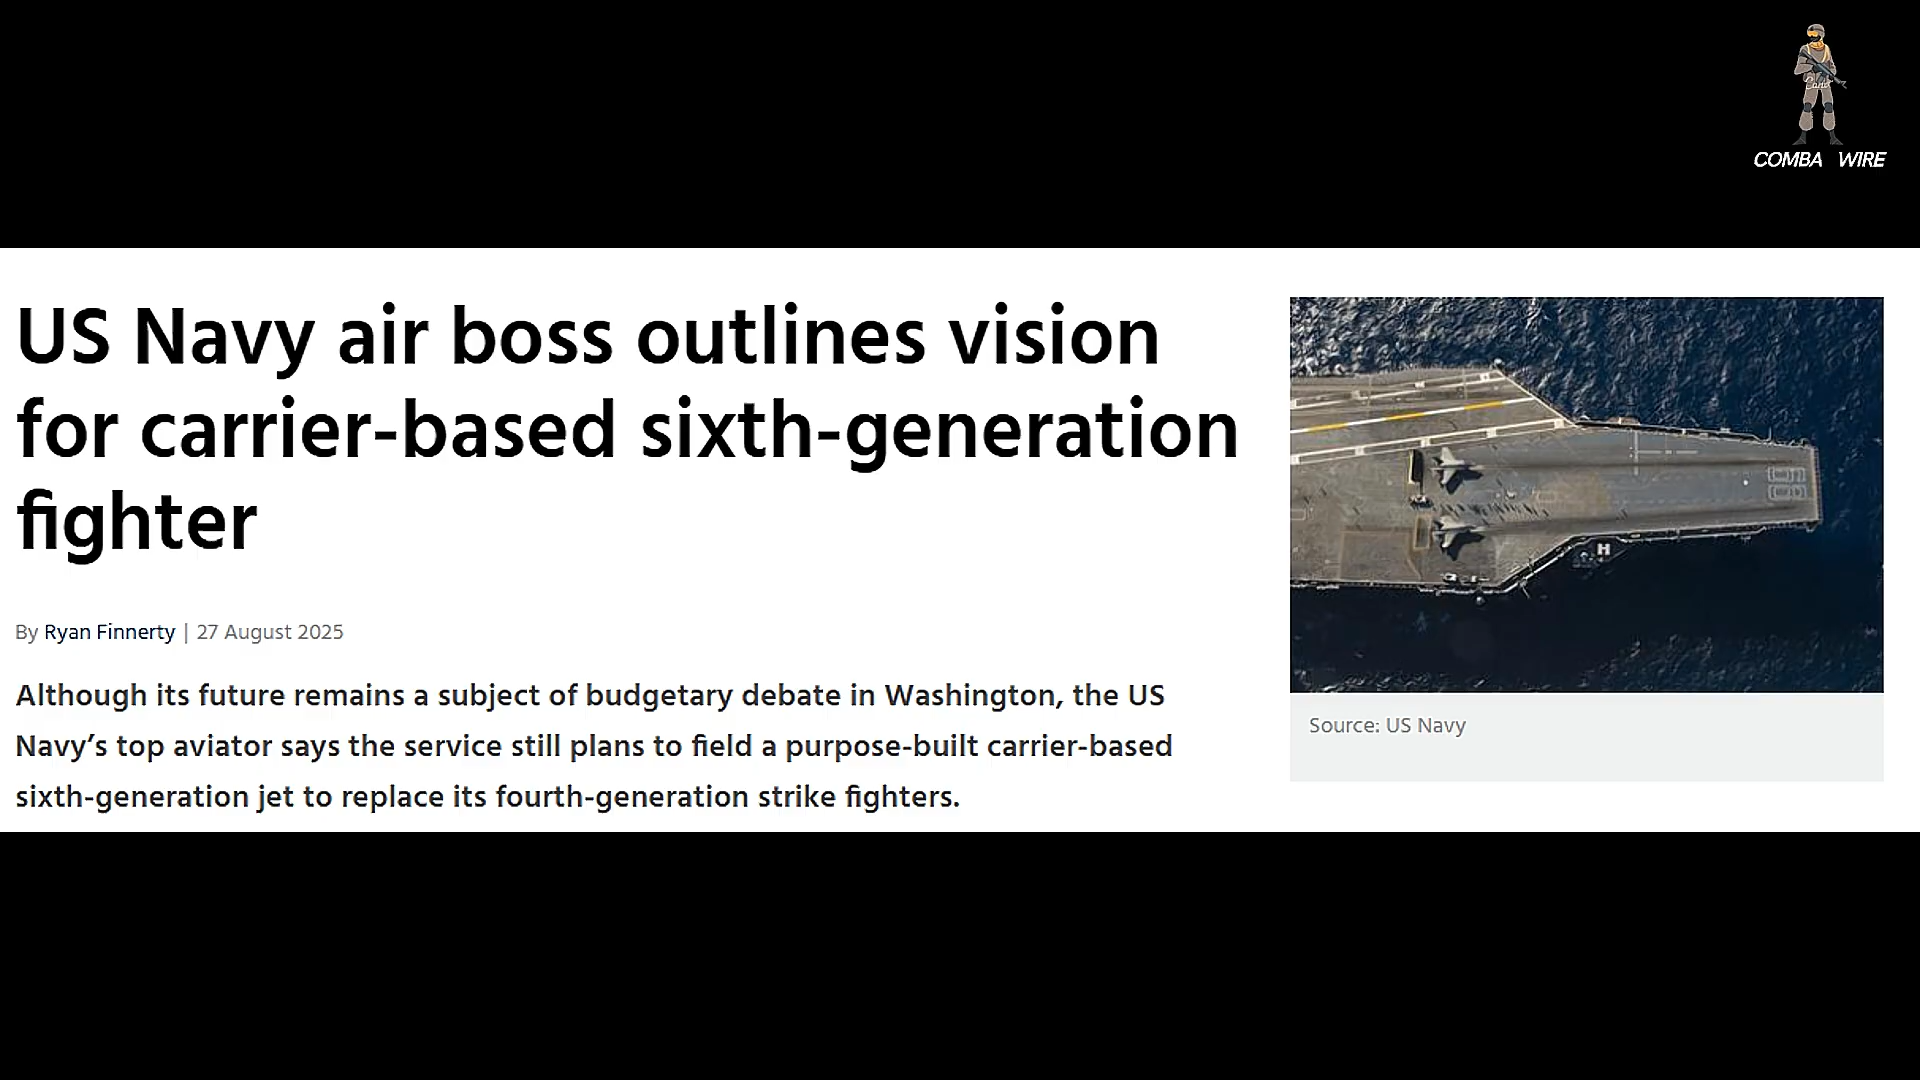 COMBA WIRE
US Navy air boss outlines vision
for carrier-based sixth-generation
fighter
By Ryan Finnerty | 27 August 2025
Although its future remains a subject of budgetary debate in Washington, the US
Navy’s top aviator says the service still plans to field a purpose-built carrier-based
sixth-generation jet to replace its fourth-generation strike fighters.
H
Source: US Navy